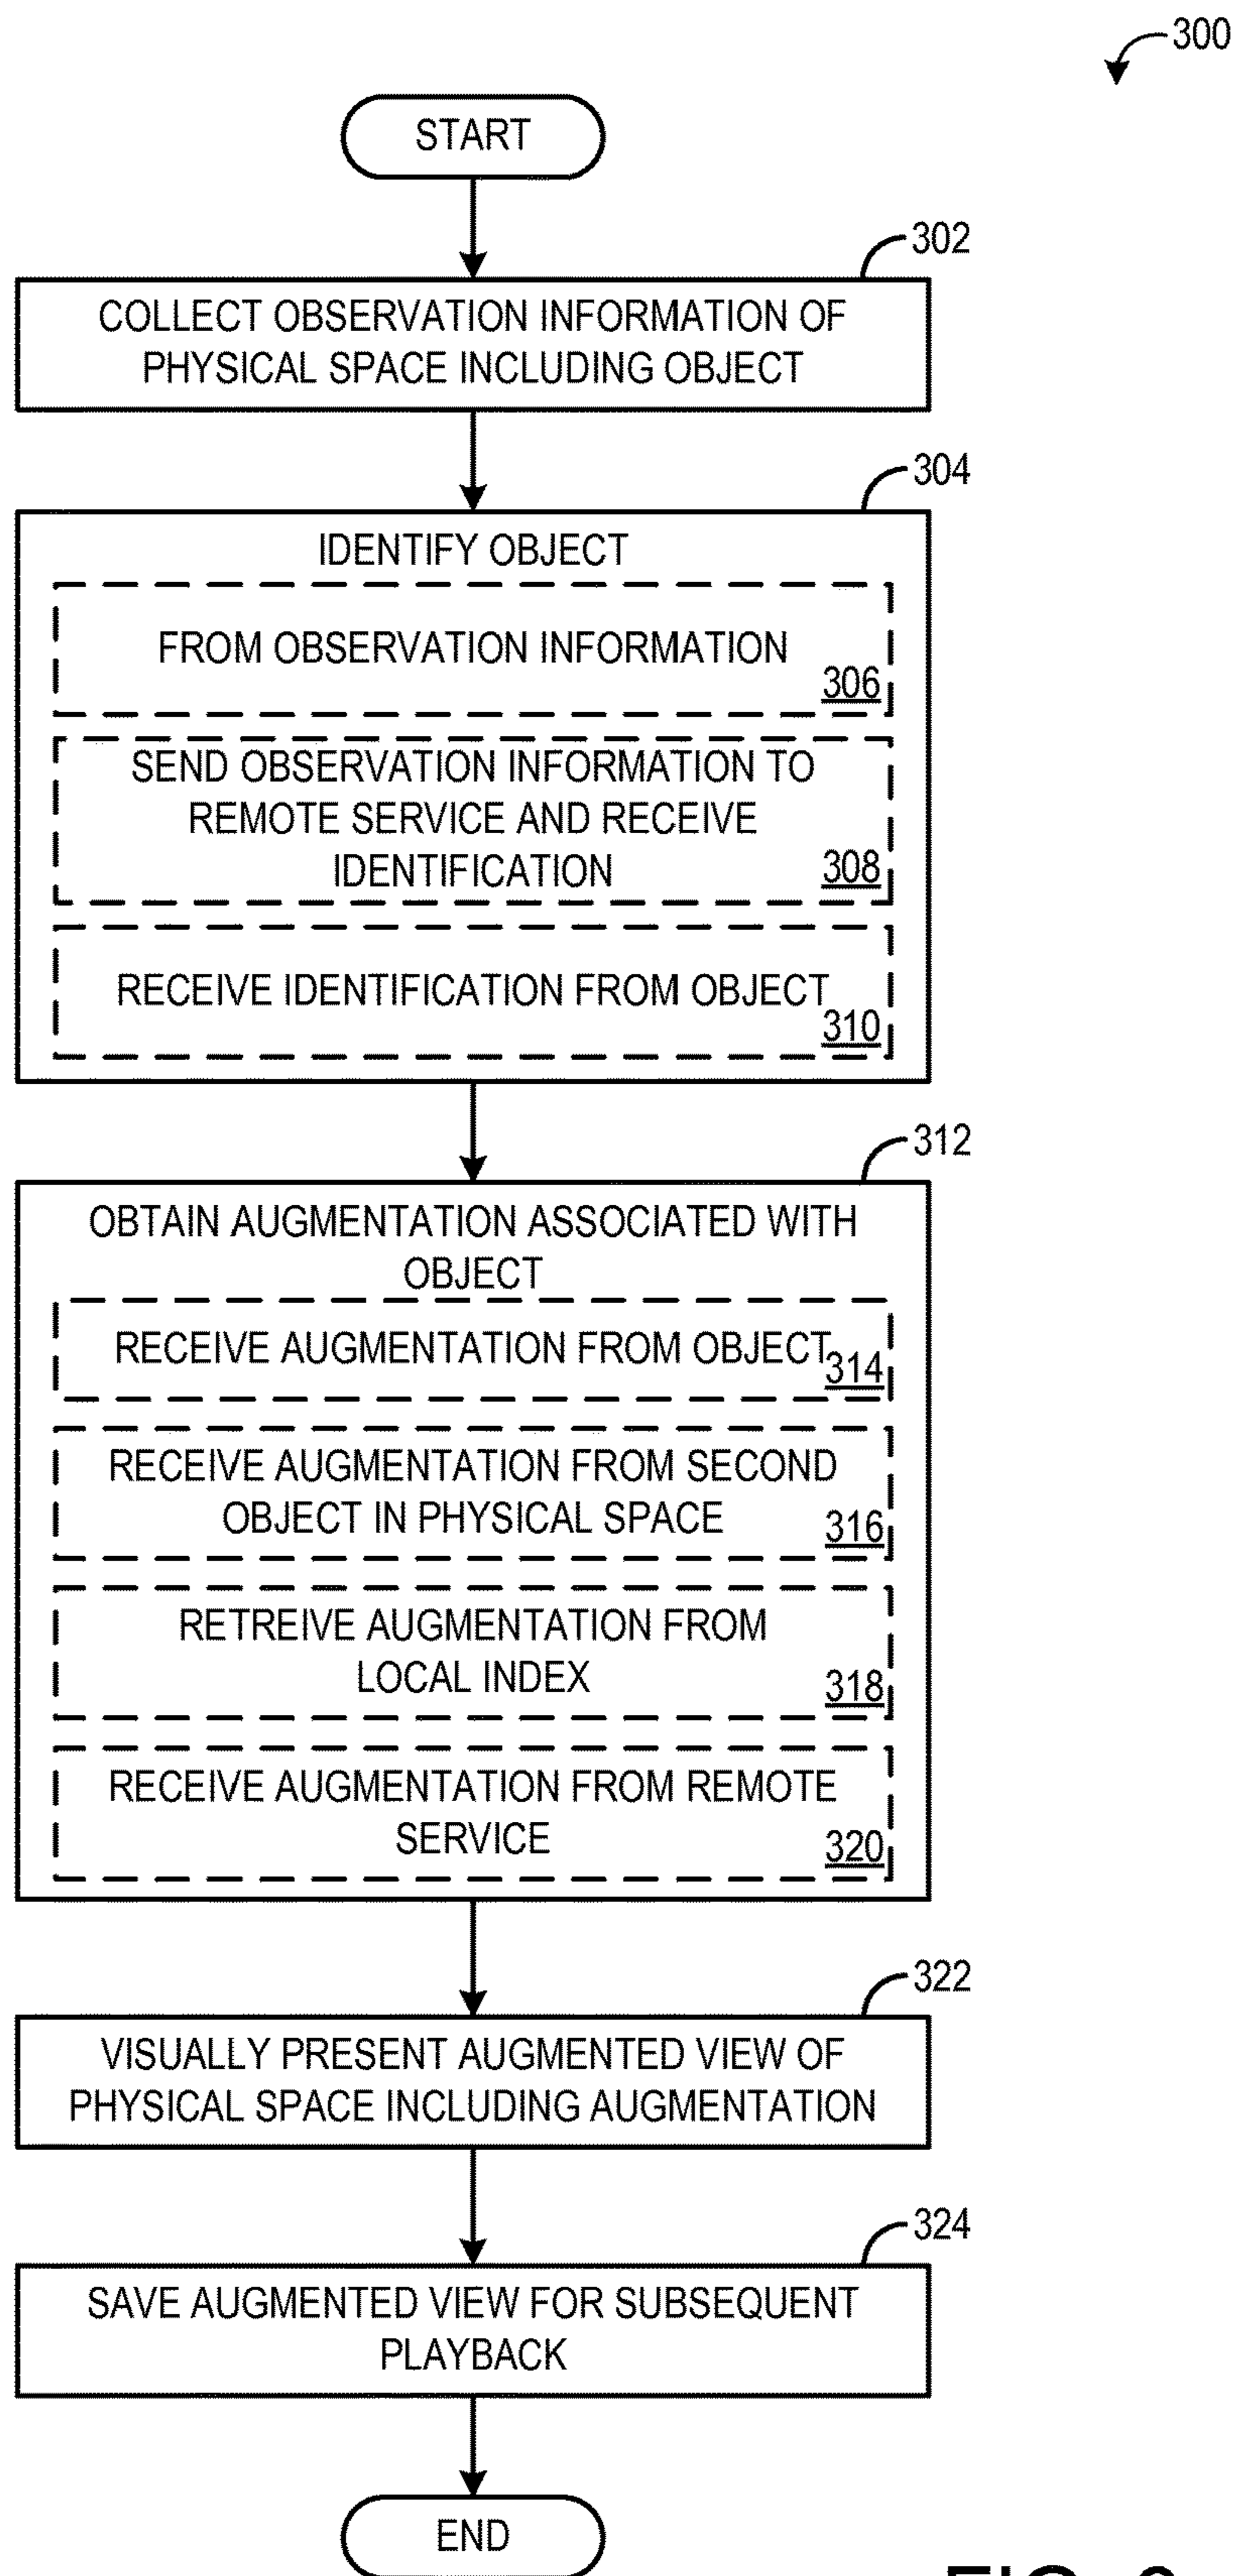 300
START
302
COLLECT OBSERVATION INFORMATION OF
PHYSICAL SPACE INCLUDING OBJECT
304
IDENTIFY OBJECT
FROM OBSERVATION INFORMATION
306
SEND OBSERVATION INFORMATION TO
REMOTE SERVICE AND RECEIVE
IDENTIFICATION
308
RECEIVE IDENTIFICATION FROM OBJECT
310
312
OBTAIN AUGMENTATION ASSOCIATED WITH
OBJECT
RECEIVE AUGMENTATION FROM OBJECT
314
RECEIVE AUGMENTATION FROM SECOND
OBJECT IN PHYSICAL SPACE
316
RETREIVE AUGMENTATION FROM
LOCAL INDEX
318
RECEIVE AUGMENTATION FROM REMOTE
SERVICE
320
322
VISUALLY PRESENT AUGMENTED VIEW OF
PHYSICAL SPACE INCLUDING AUGMENTATION
324
SAVE AUGMENTED VIEW FOR SUBSEQUENT
PLAYBACK
END